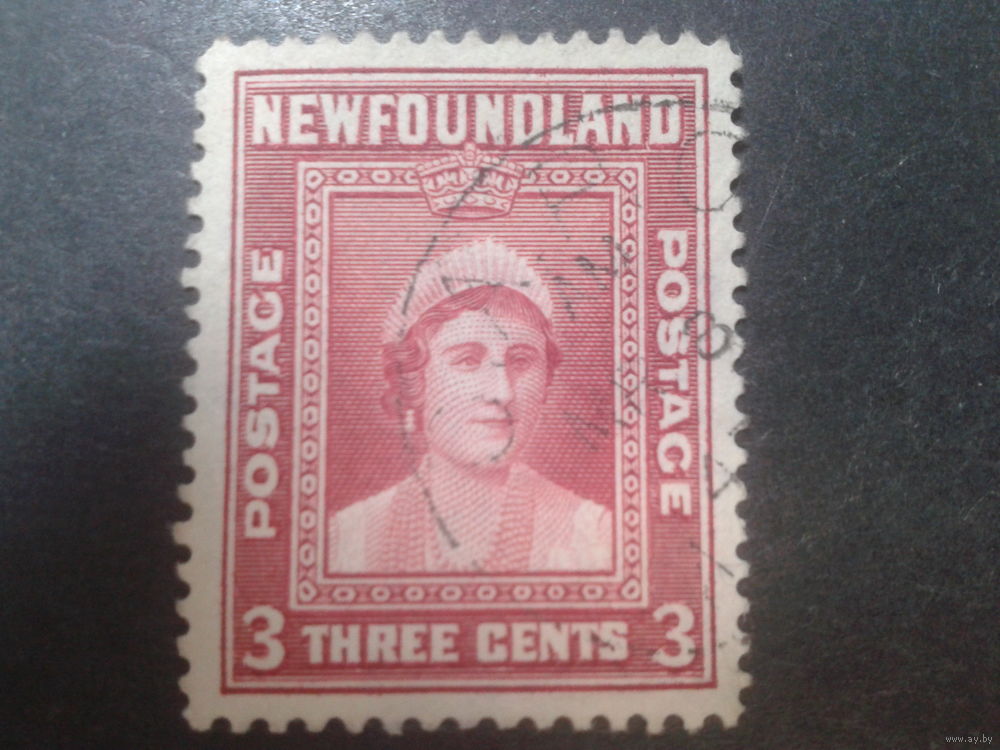 NEWFOUNDLAND
POSTAGE
POSTAGE
3 THREE CENTS 3
www.ay.by